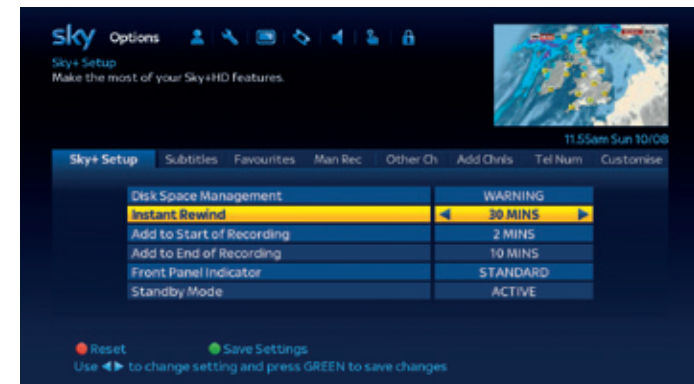 sky Options
Sky+ Setup
Make the most of your Sky+HD features.
11.55am Sun 10/08
Sky+ Setup Subtitles Favourites Man Rec Other Ch Add Chnls Tel Num Customise
Disk Space Management WARNING
Instant Rewind 30 MINS
Add to Start of Recording 2 MINS
Add to End of Recording 10 MINS
Front Panel Indicator STANDARD
Standby Mode ACTIVE
Reset Save Settings
Use ◀▶ to change setting and press GREEN to save changes